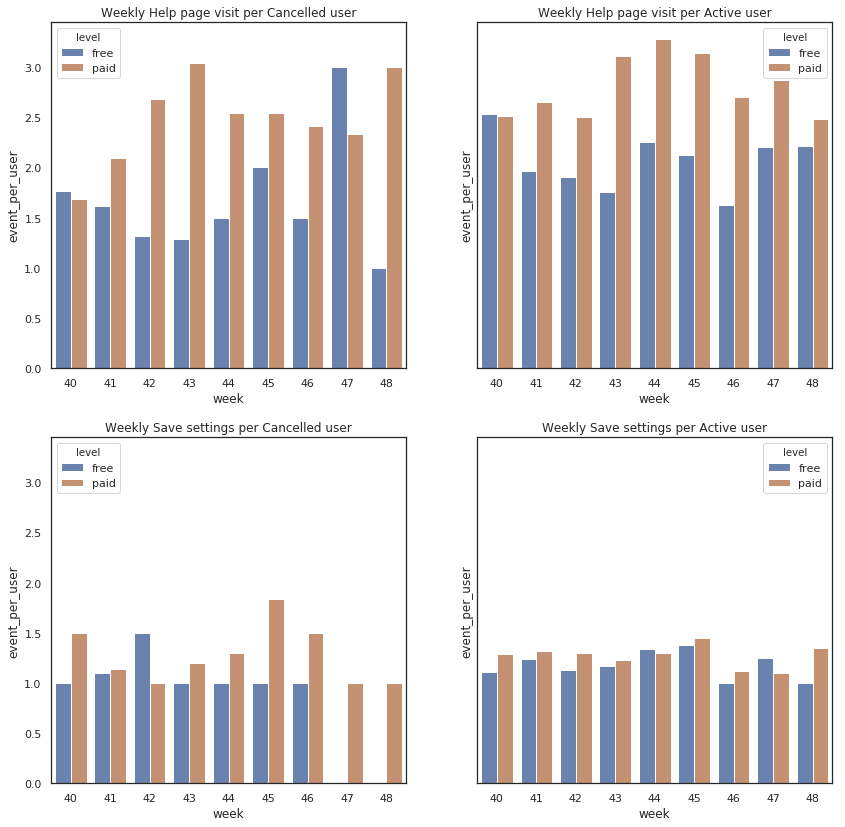 Weekly Help page visit per Cancelled user
level
free
paid
3.0
2.5
2.0
1.5
1.0
0.5
0.0
event_per_user
40 41 42 43 44 45 46 47 48
week
Weekly Help page visit per Active user
level
free
paid
event_per_user
40 41 42 43 44 45 46 47 48
week
Weekly Save settings per Cancelled user
level
free
paid
3.0
2.5
2.0
1.5
1.0
0.5
0.0
event_per_user
40 41 42 43 44 45 46 47 48
week
Weekly Save settings per Active user
level
free
paid
event_per_user
40 41 42 43 44 45 46 47 48
week